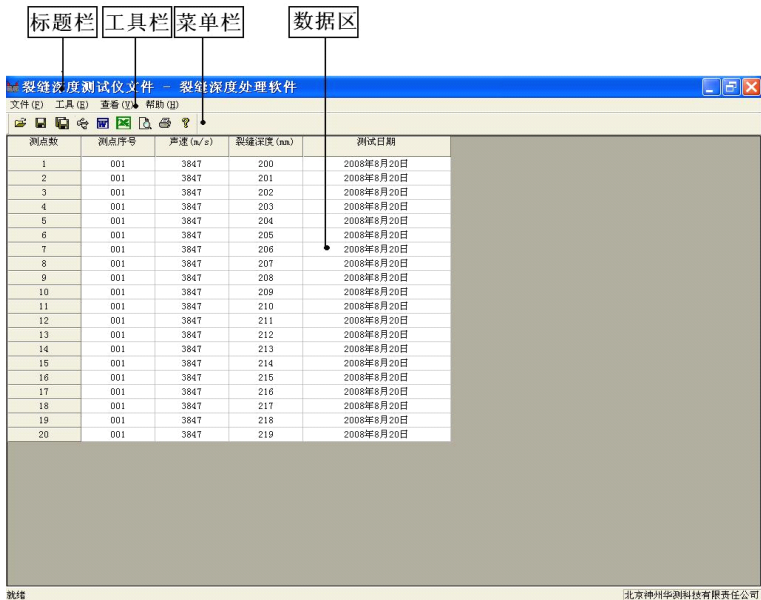 标题栏 工具栏 菜单栏 数据区
裂缝深度测试仪文件 - 裂缝深度处理软件
文件(F) 工具(E) 查看(V) 帮助(H)
测点数 测点序号 声速(m/s) 裂缝深度(mm) 测试日期
1 001 3847 200 2008年8月20日
2 001 3847 201 2008年8月20日
3 001 3847 202 2008年8月20日
4 001 3847 203 2008年8月20日
5 001 3847 204 2008年8月20日
6 001 3847 205 2008年8月20日
7 001 3847 206 2008年8月20日
8 001 3847 207 2008年8月20日
9 001 3847 208 2008年8月20日
10 001 3847 209 2008年8月20日
11 001 3847 210 2008年8月20日
12 001 3847 211 2008年8月20日
13 001 3847 212 2008年8月20日
14 001 3847 213 2008年8月20日
15 001 3847 214 2008年8月20日
16 001 3847 215 2008年8月20日
17 001 3847 216 2008年8月20日
18 001 3847 217 2008年8月20日
19 001 3847 218 2008年8月20日
20 001 3847 219 2008年8月20日
就绪 北京神州华测科技有限责任公司